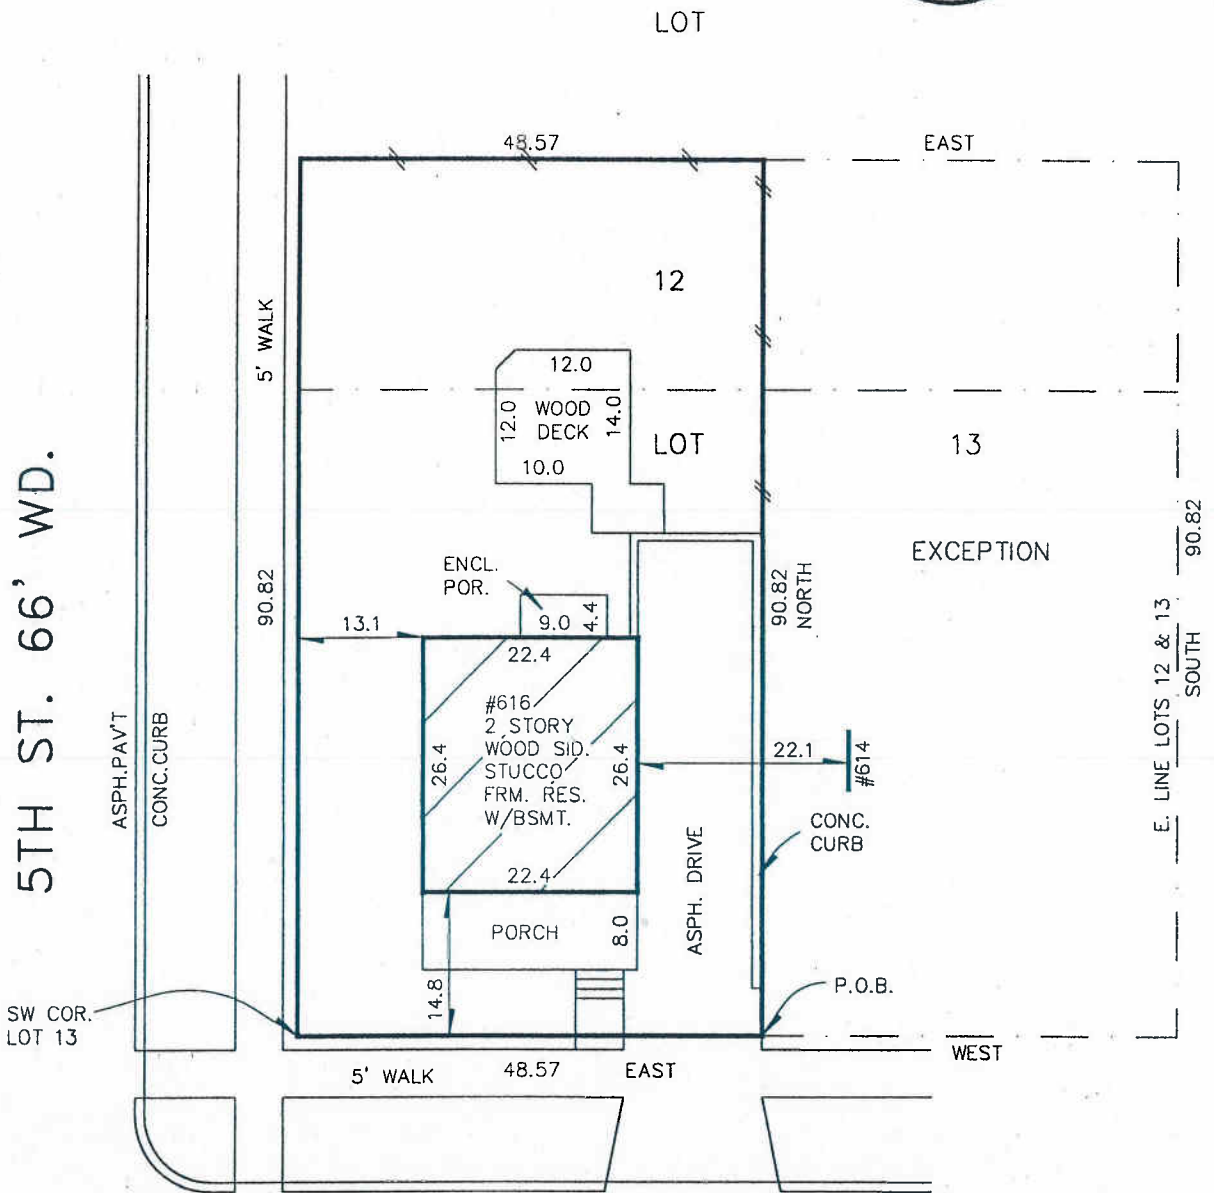 LOT
48.57
EAST
12
5' WALK
12.0
12.0
WOOD
DECK
14.0
10.0
LOT
13
EXCEPTION
5TH ST. 66' WD.
ENCL.
POR.
9.0
4.4
90.82
13.1
22.4
90.82
NORTH
E. LINE LOTS 12 & 13
SOUTH
90.82
#616
2 STORY
WOOD SID.
STUCCO
FRM. RES.
W/BSMT.
26.4
26.4
22.1
#614
ASPH.PAV'T
CONC.CURB
CONC.
CURB
22.4
PORCH
8.0
ASPH. DRIVE
14.8
P.O.B.
SW COR.
LOT 13
WEST
5' WALK
48.57
EAST